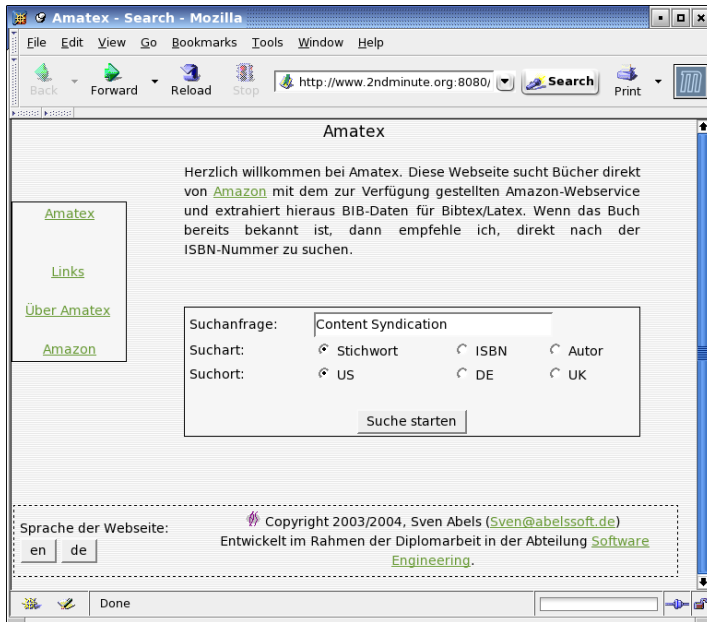 Amatex - Search - Mozilla
File Edit View Go Bookmarks Tools Window Help
Back Forward Reload Stop http://www.2ndminute.org:8080/ Search Print
Amatex
Herzlich willkommen bei Amatex. Diese Webseite sucht Bücher direkt
von Amazon mit dem zur Verfügung gestellten Amazon-Webservice
und extrahiert hieraus BIB-Daten für Bibtex/Latex. Wenn das Buch
bereits bekannt ist, dann empfehle ich, direkt nach der
ISBN-Nummer zu suchen.
Amatex
Links
Über Amatex
Amazon
Suchanfrage: Content Syndication
Suchart: Stichwort ISBN Autor
Suchort: US DE UK
Suche starten
Sprache der Webseite:
en de
Copyright 2003/2004, Sven Abels (Sven@abelssoft.de)
Entwickelt im Rahmen der Diplomarbeit in der Abteilung Software
Engineering.
Done